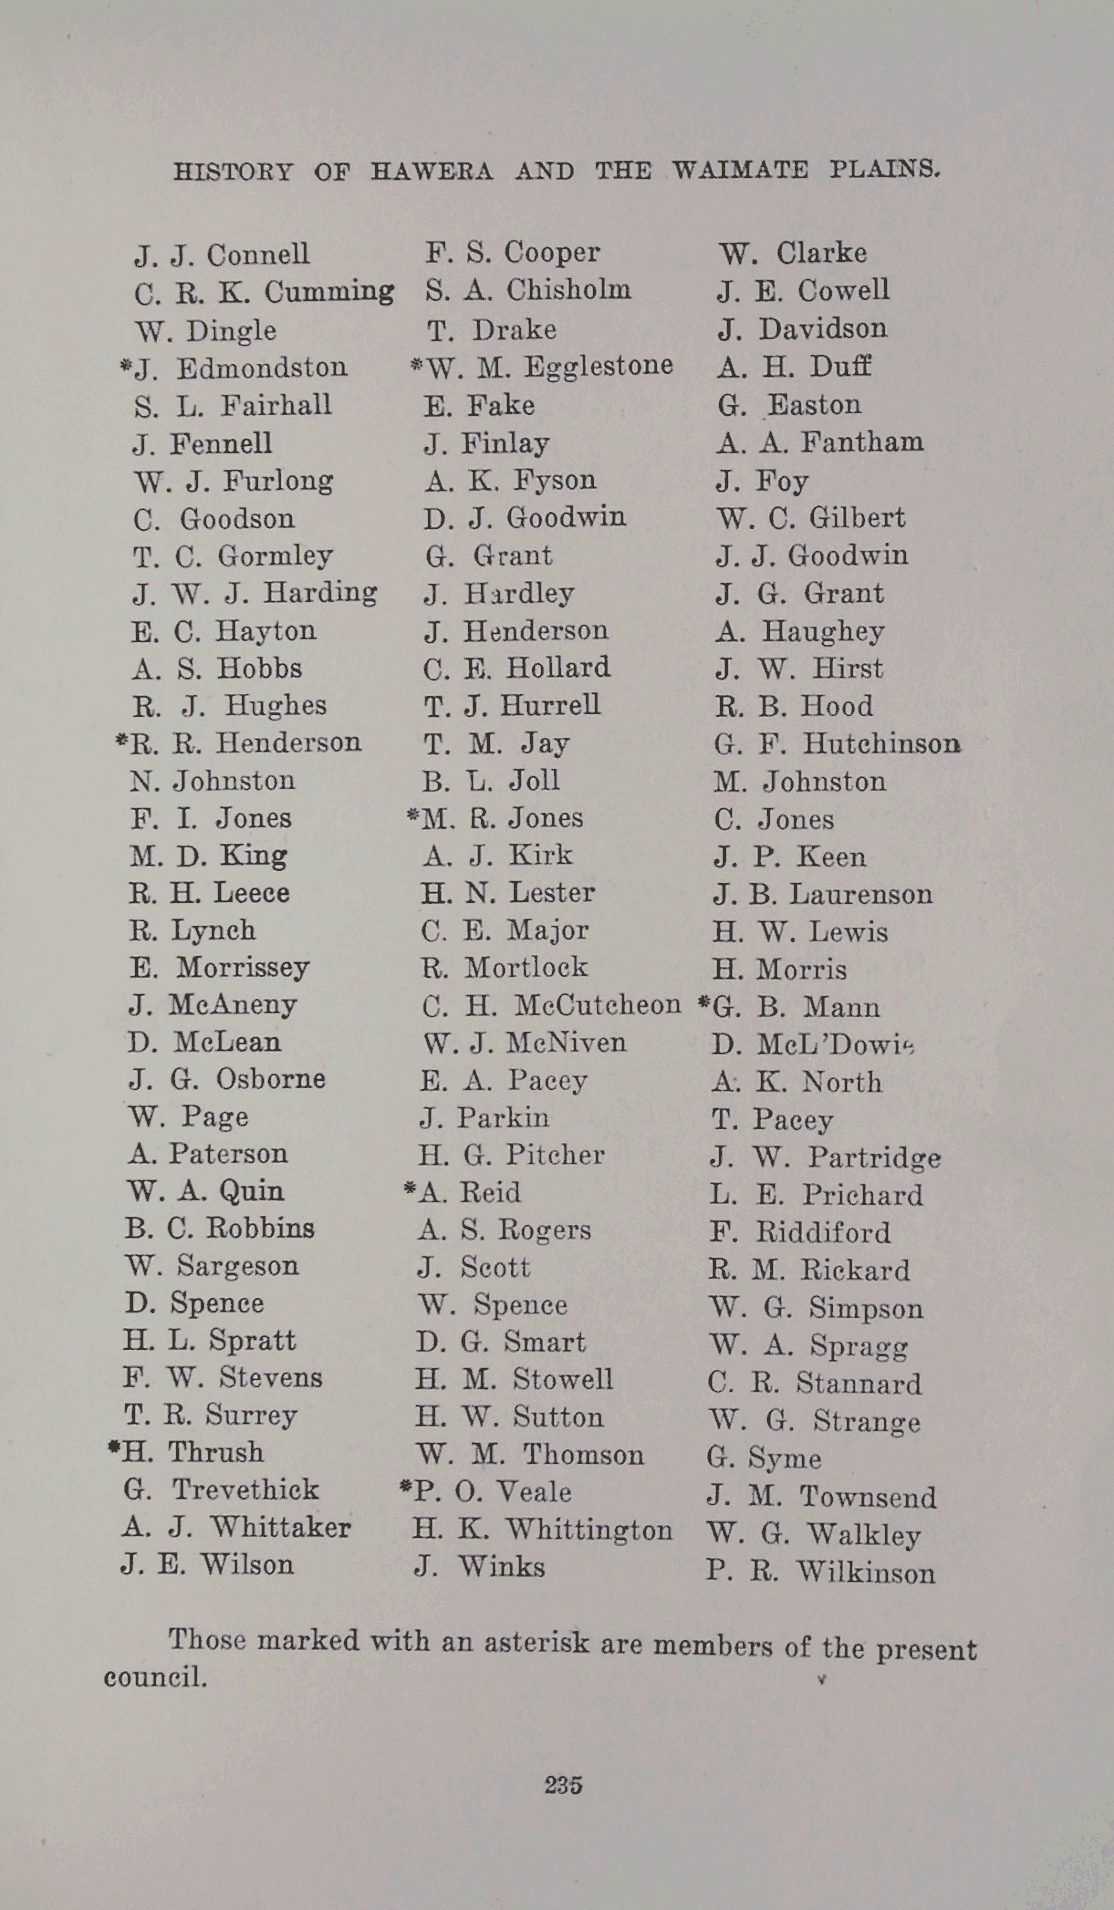 HISTORY OF HAWERA AND THE WAIMATE PLAINS.
J. J. Connell F. S. Cooper W. Clarke
C. R. K. Cumming S. A. Chisholm J. E. Cowell
W. Dingle T. Drake J. Davidson
*J. Edmondston *W. M. Egglestone A. H. Duff
S. L. Fairhall E. Fake G. Easton
J. Fennell J. Finlay A. A. Fantham
W. J. Furlong A. K. Fyson J. Foy
C. Goodson D. J. Goodwin W. C. Gilbert
T. C. Gormley G. Grant J. J. Goodwin
J. W. J. Harding J. Hardley J. G. Grant
E. C. Hayton J. Henderson A. Haughey
A. S. Hobbs C. E. Hollard J. W. Hirst
R. J. Hughes T. J. Hurrell R. B. Hood
*R. R. Henderson T. M. Jay G. F. Hutchinson
N. Johnston B. L. Joll M. Johnston
F. I. Jones *M. R. Jones C. Jones
M. D. King A. J. Kirk J. P. Keen
R. H. Leece H. N. Lester J. B. Laurenson
R. Lynch C. E. Major H. W. Lewis
E. Morrissey R. Mortlock H. Morris
J. McAneny C. H. McCutcheon *G. B. Mann
D. McLean W. J. McNiven D. McL'Dowie
J. G. Osborne E. A. Pacey A. K. North
W. Page J. Parkin T. Pacey
A. Paterson H. G. Pitcher J. W. Partridge
W. A. Quin *A. Reid L. E. Prichard
B. C. Robbins A. S. Rogers F. Riddiford
W. Sargeson J. Scott R. M. Rickard
D. Spence W. Spence W. G. Simpson
H. L. Spratt D. G. Smart W. A. Spragg
F. W. Stevens H. M. Stowell C. R. Stannard
T. R. Surrey H. W. Sutton W. G. Strange
*H. Thrush W. M. Thomson G. Syme
G. Trevethick *P. O. Veale J. M. Townsend
A. J. Whittaker H. K. Whittington W. G. Walkley
J. E. Wilson J. Winks P. R. Wilkinson
Those marked with an asterisk are members of the present
council.
235